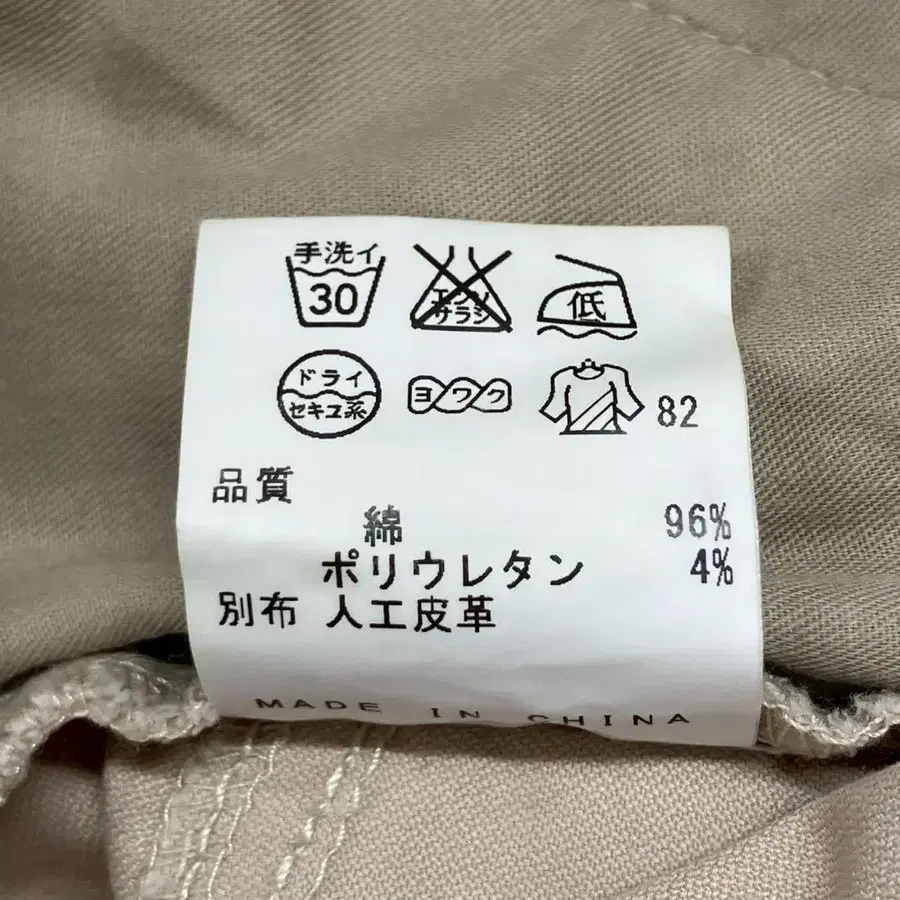 手洗イ
30
エンソ
サラシ
低
ドライ
セキユ系
ヨワク
82
品質
綿 96%
ポリウレタン 4%
別布 人工皮革
MADE IN CHINA